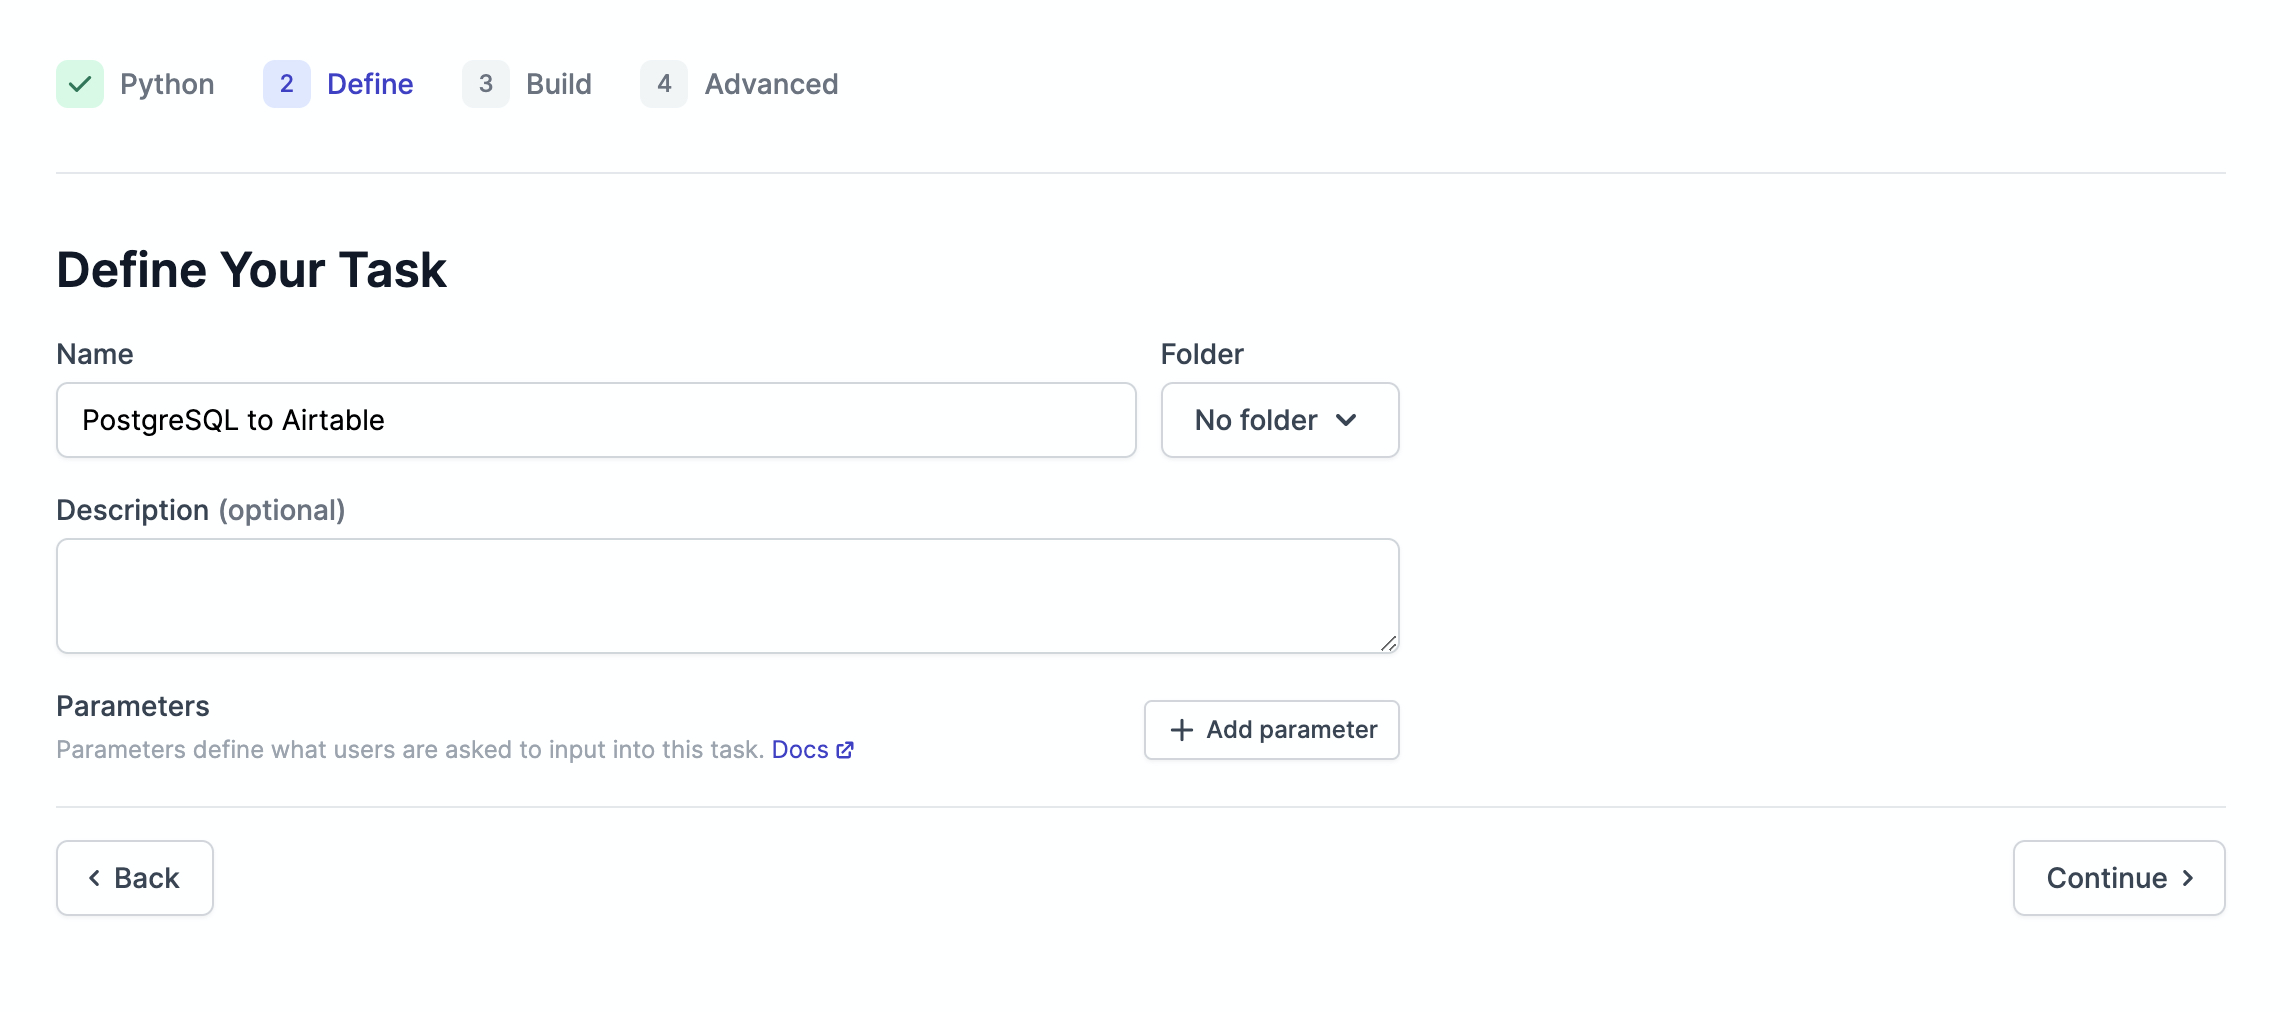 Python 2 Define 3 Build 4 Advanced
Define Your Task
Name Folder
PostgreSQL to Airtable No folder
Description (optional)
Parameters
Parameters define what users are asked to input into this task. Docs
Add parameter
Back Continue